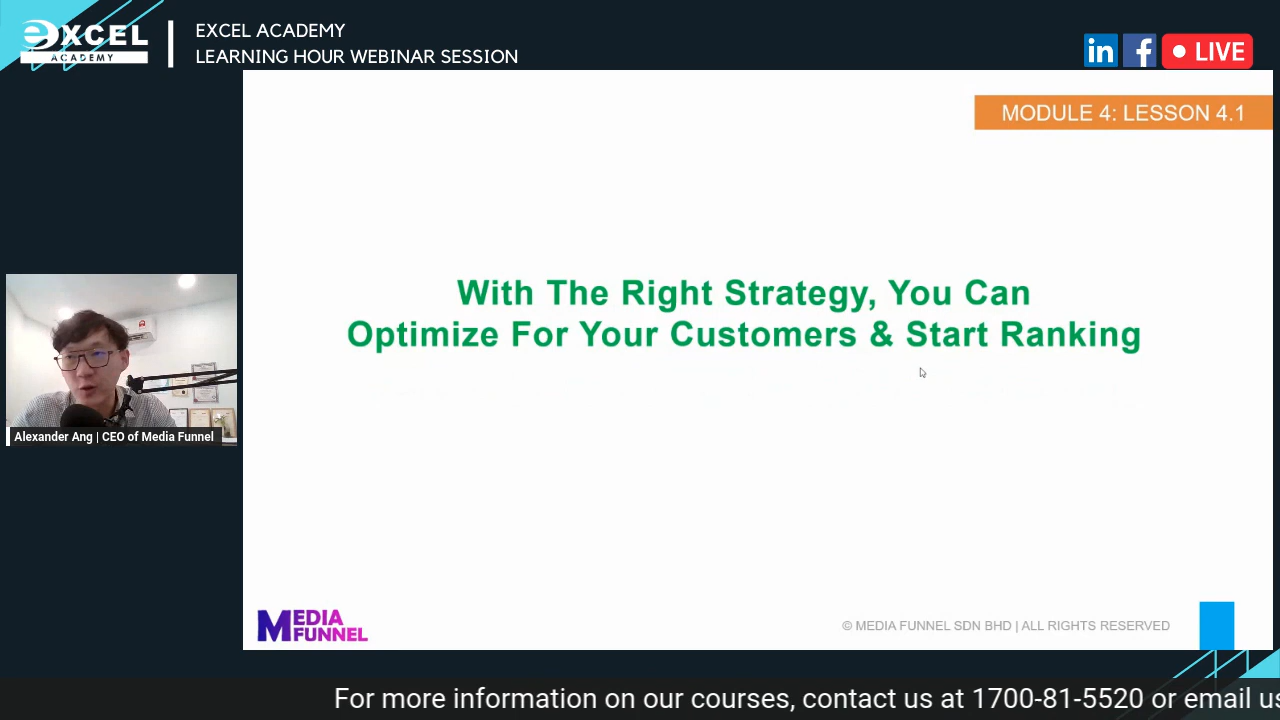 eXCEL
ACADEMY
EXCEL ACADEMY
LEARNING HOUR WEBINAR SESSION
in
f
LIVE
MODULE 4: LESSON 4.1
With The Right Strategy, You Can
Optimize For Your Customers & Start Ranking
Alexander Ang | CEO of Media Funnel
MEDIA
FUNNEL
© MEDIA FUNNEL SDN BHD | ALL RIGHTS RESERVED
For more information on our courses, contact us at 1700-81-5520 or email us